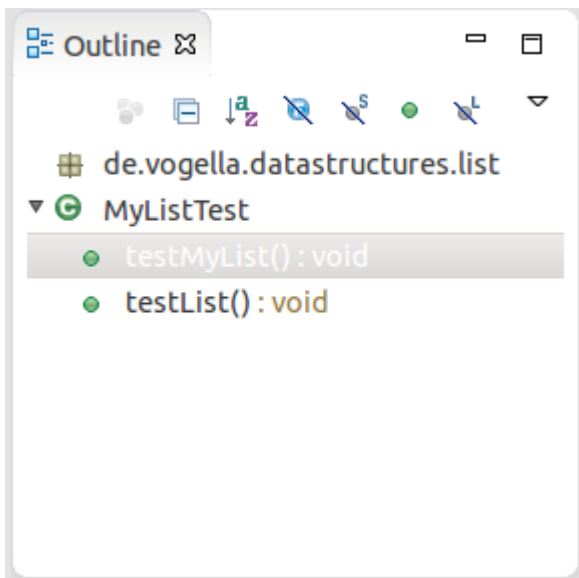 Outline
de.vogella.datastructures.list
MyListTest
testMyList() : void
testList() : void